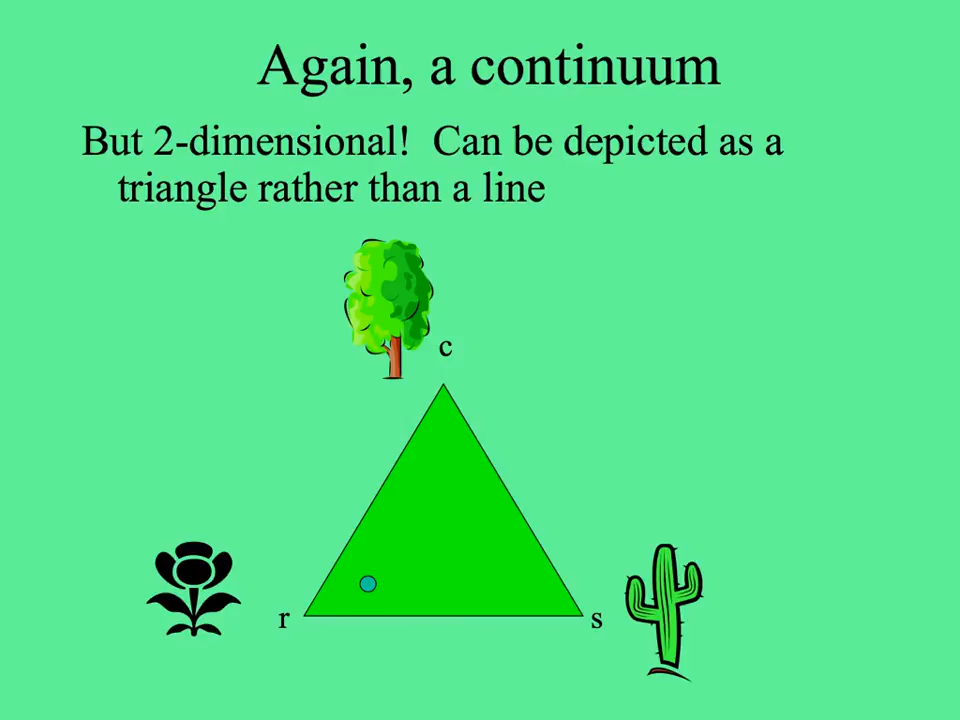 Again, a continuum
But 2-dimensional!  Can be depicted as a
triangle rather than a line
c
r
s